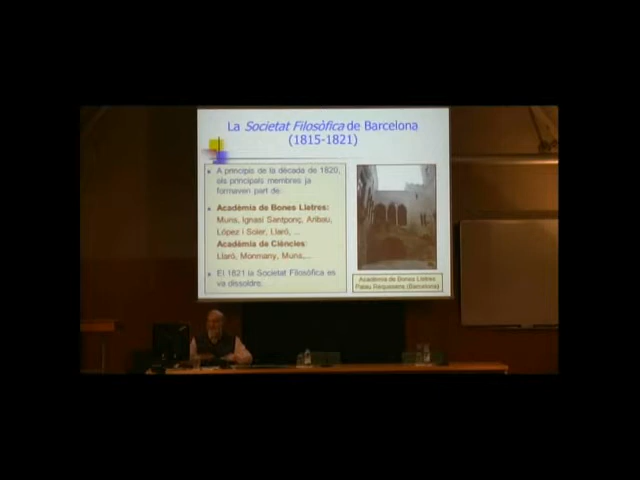 La Societat Filosòfica de Barcelona
(1815-1821)
A principis de la dècada de 1820,
els principals membres ja
formaven part de:
Acadèmia de Bones Lletres:
Muns, Ignasi Santponç, Aribau,
López i Soler, Llaró, ...
Acadèmia de Ciències:
Llaró, Monmany, Muns,...
El 1821 la Societat Filosòfica es
va dissoldre.
Acadèmia de Bones Lletres
Palau Requesens (Barcelona)